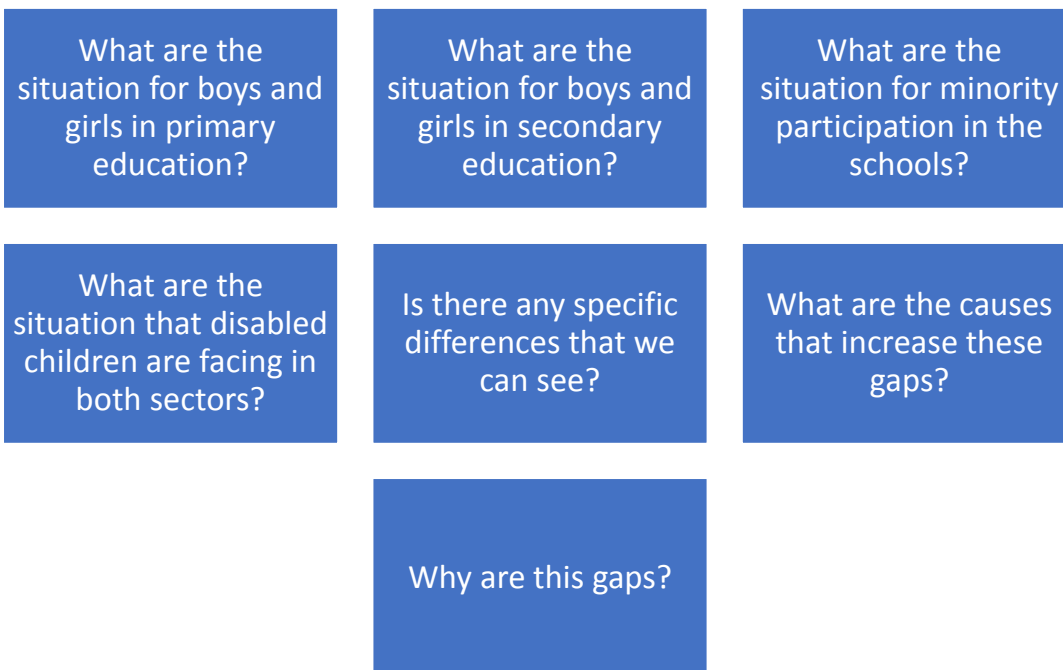 What are the
situation for boys and
girls in primary
education?
What are the
situation for boys and
girls in secondary
education?
What are the
situation for minority
participation in the
schools?
What are the
situation that disabled
children are facing in
both sectors?
Is there any specific
differences that we
can see?
What are the causes
that increase these
gaps?
Why are this gaps?